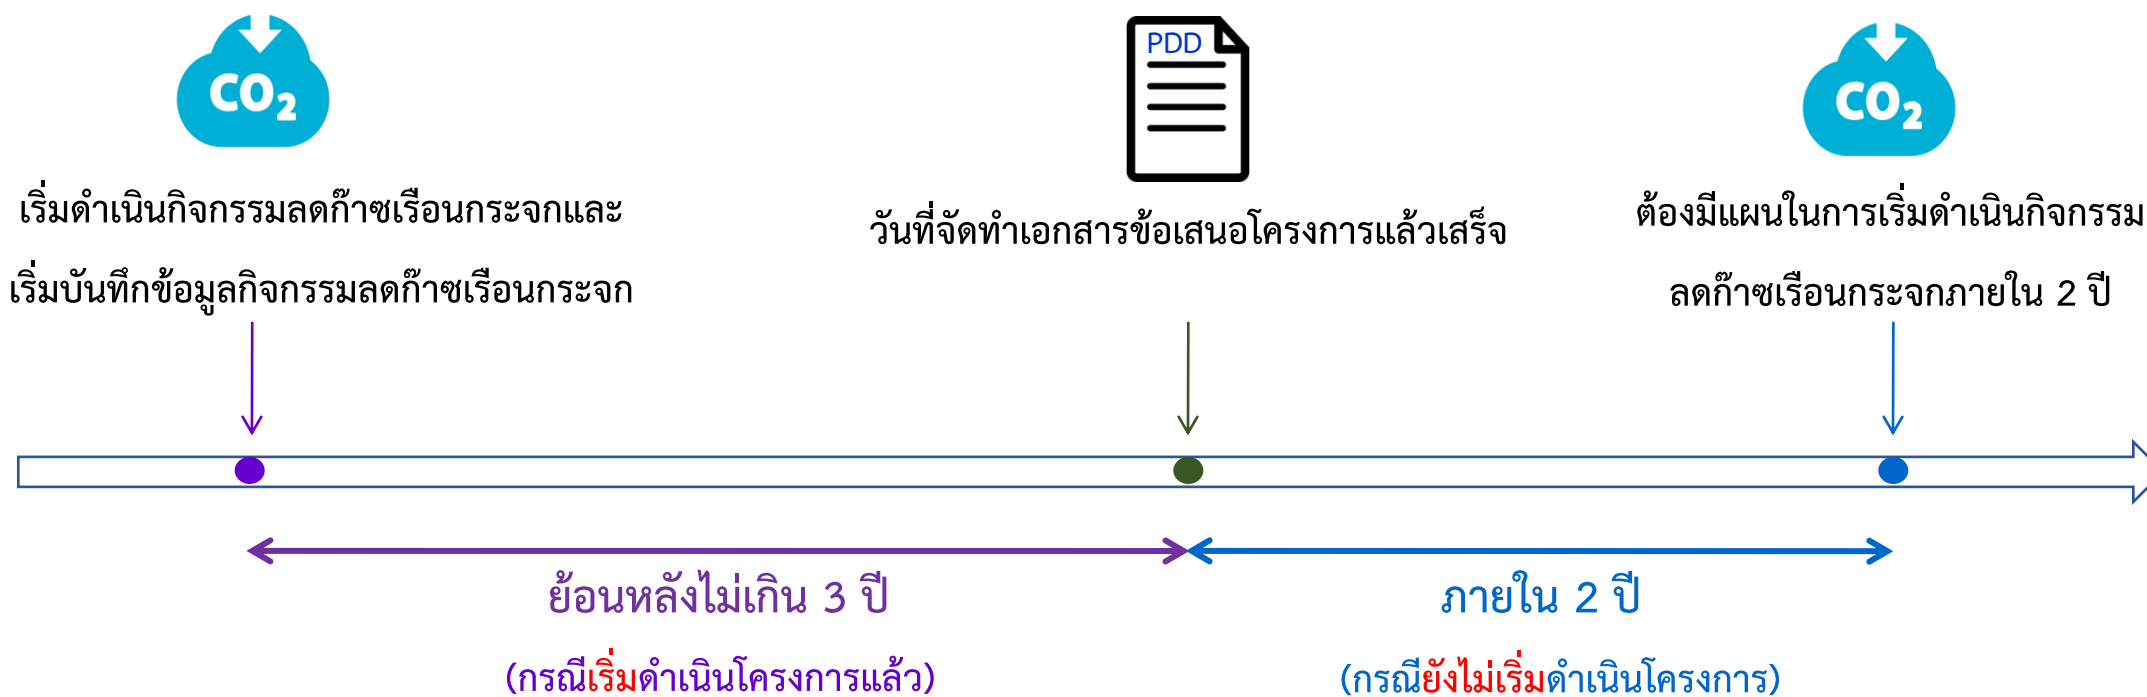 CO2
เริ่มดำเนินกิจกรรมลดก๊าซเรือนกระจกและ
เริ่มบันทึกข้อมูลกิจกรรมลดก๊าซเรือนกระจก
PDD
วันที่จัดทำเอกสารข้อเสนอโครงการแล้วเสร็จ
CO2
ต้องมีแผนในการเริ่มดำเนินกิจกรรม
ลดก๊าซเรือนกระจกภายใน 2 ปี
ย้อนหลังไม่เกิน 3 ปี
(กรณีเริ่มดำเนินโครงการแล้ว)
ภายใน 2 ปี
(กรณียังไม่เริ่มดำเนินโครงการ)